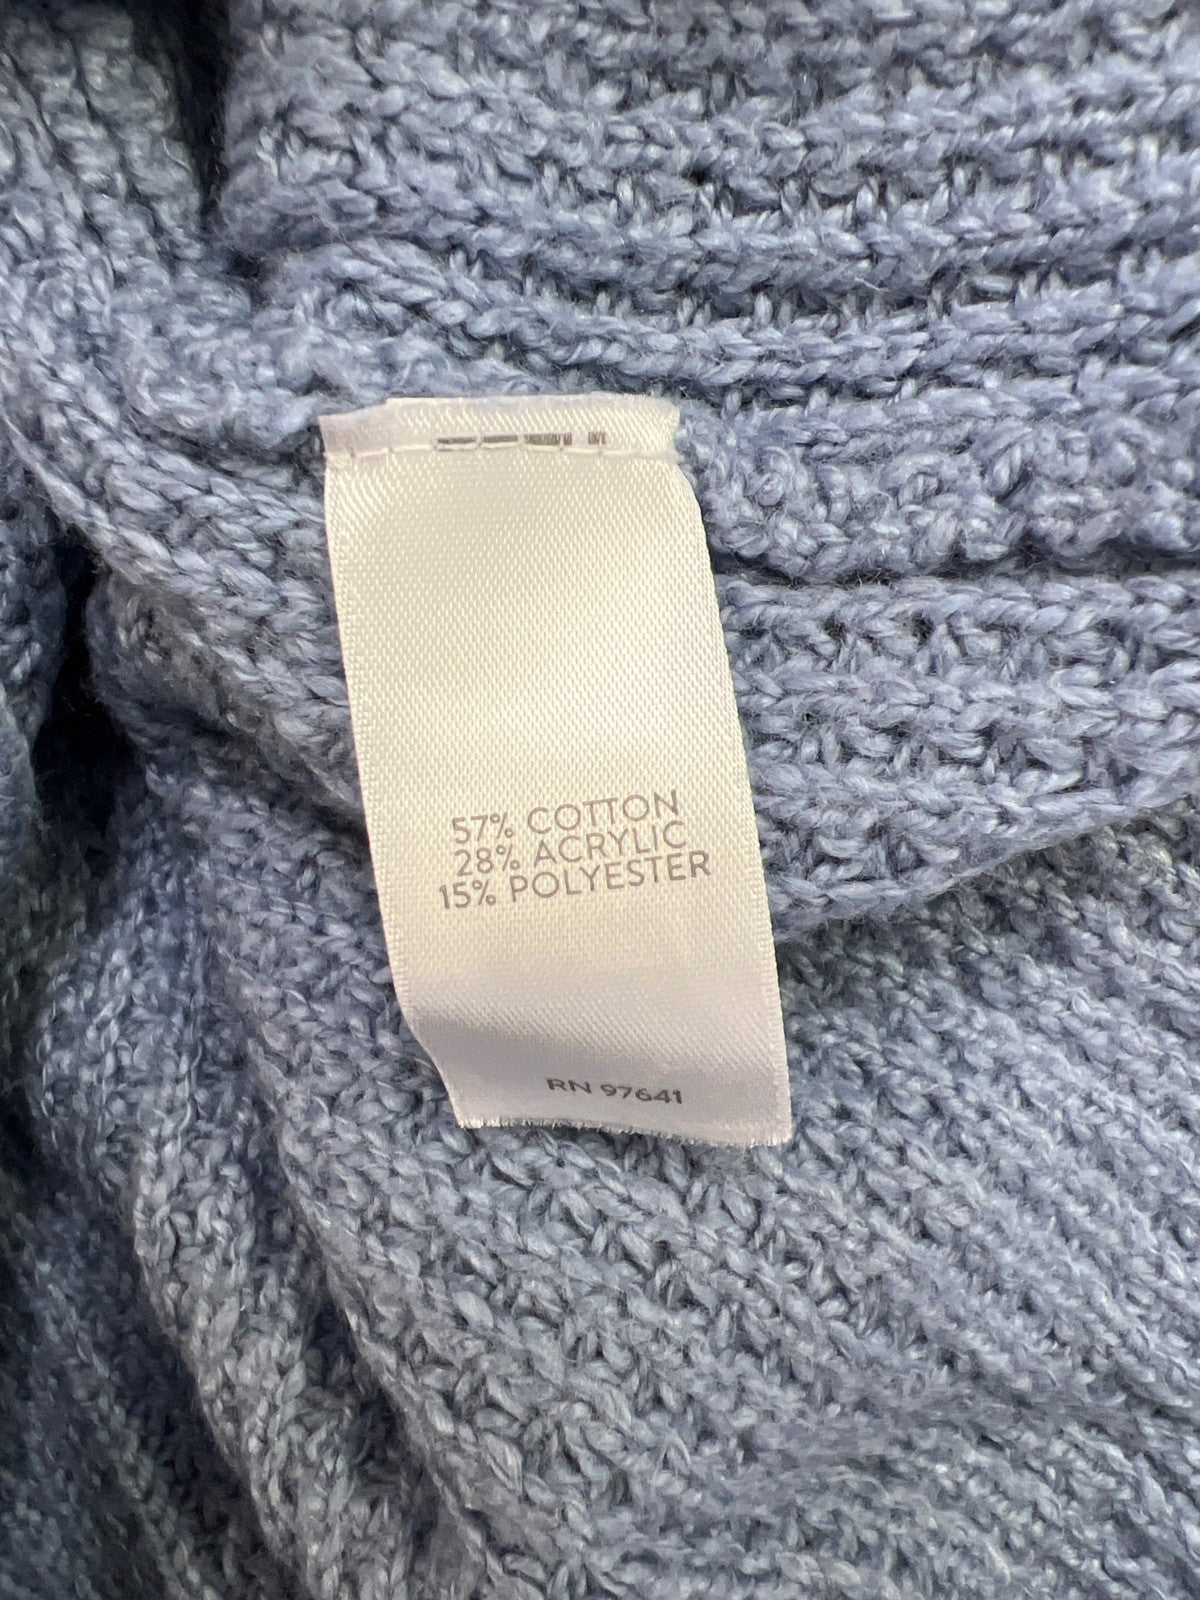 57% COTTON
28% ACRYLIC
15% POLYESTER
RN 97641